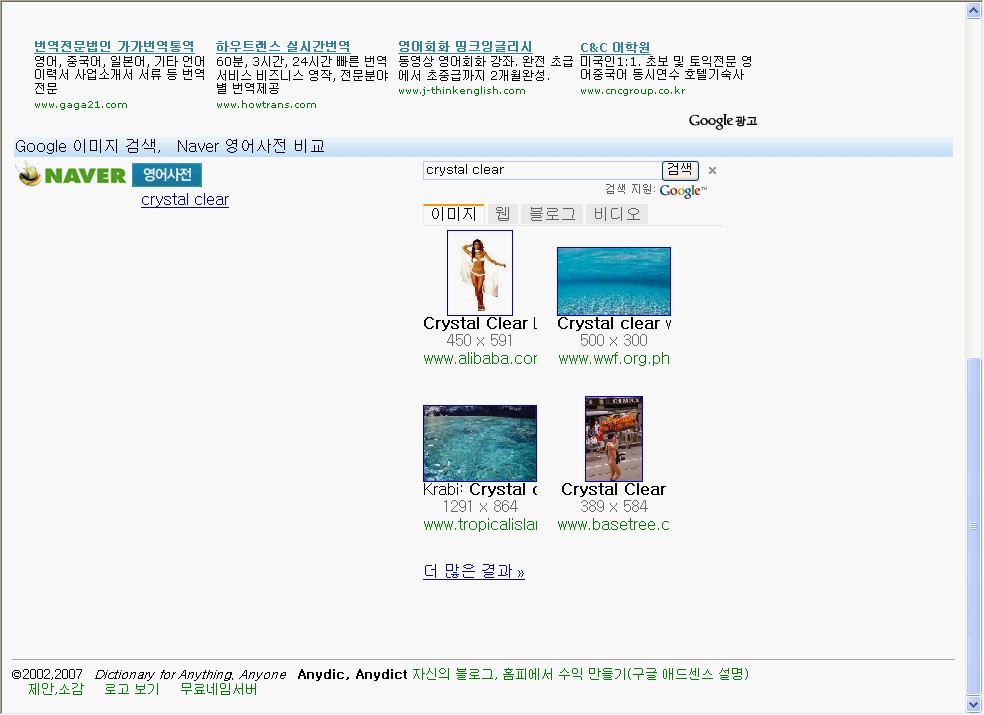 번역전문법인 가가번역통역
영어, 중국어, 일본어, 기타 언어
이력서 사업소개서 서류 등 번역
전문
www.gaga21.com
하우트랜스 실시간번역
60분, 3시간, 24시간 빠른 번역
서비스 비즈니스 영작, 전문분야
별 번역제공
www.howtrans.com
영어회화 띵크잉글리시
동영상 영어회화 강좌. 완전 초급
에서 초중급까지 2개월완성.
www.j-thinkenglish.com
C&C 어학원
미국인1:1. 초보 및 토익전문 영
어중국어 동시연수 호텔기숙사
www.cncgroup.co.kr
Google 광고
Google 이미지 검색, Naver 영어사전 비교
NAVER 영어사전
crystal clear
crystal clear 검색 ×
검색 지원: Google™
이미지 웹 블로그 비디오
Crystal Clear
450 x 591
www.alibaba.cor
Crystal clear w
500 x 300
www.wwf.org.ph
Krabi: Crystal c
1291 x 864
www.tropicalislar
COMICS
Crystal Clear
389 x 584
www.basetree.c
더 많은 결과 »
©2002,2007 Dictionary for Anything, Anyone Anydic, Anydict 자신의 블로그, 홈피에서 수익 만들기(구글 애드센스 설명)
제안,소감 로고 보기 무료네임서버